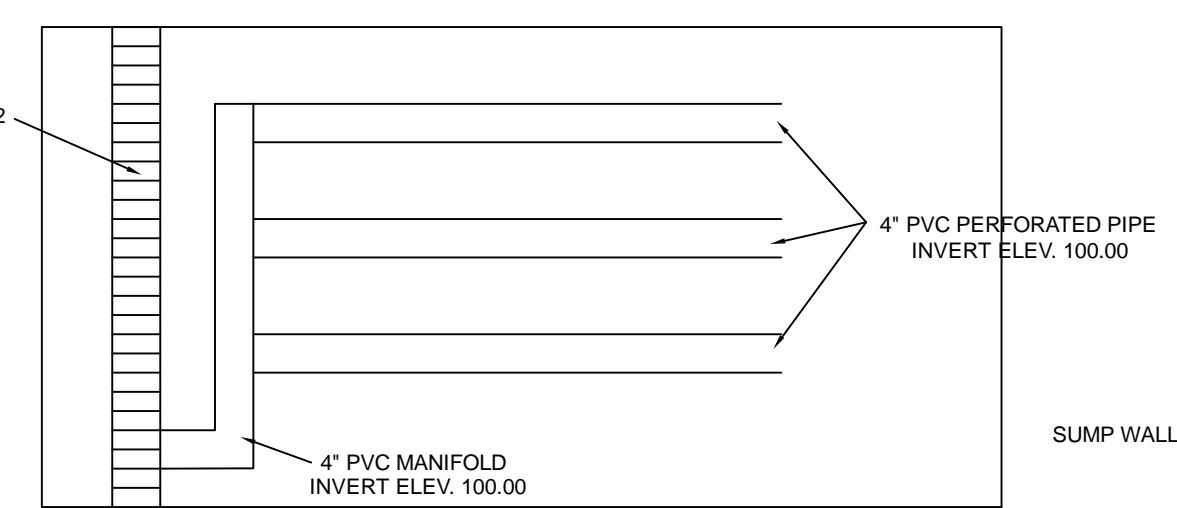 2
4" PVC PERFORATED PIPE
INVERT ELEV. 100.00
SUMP WALL
4" PVC MANIFOLD
INVERT ELEV. 100.00